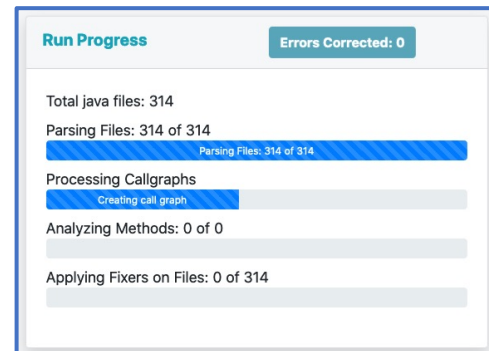 Run Progress
Errors Corrected: 0
Total java files: 314
Parsing Files: 314 of 314
Parsing Files: 314 of 314
Processing Callgraphs
Creating call graph
Analyzing Methods: 0 of 0
Applying Fixers on Files: 0 of 314